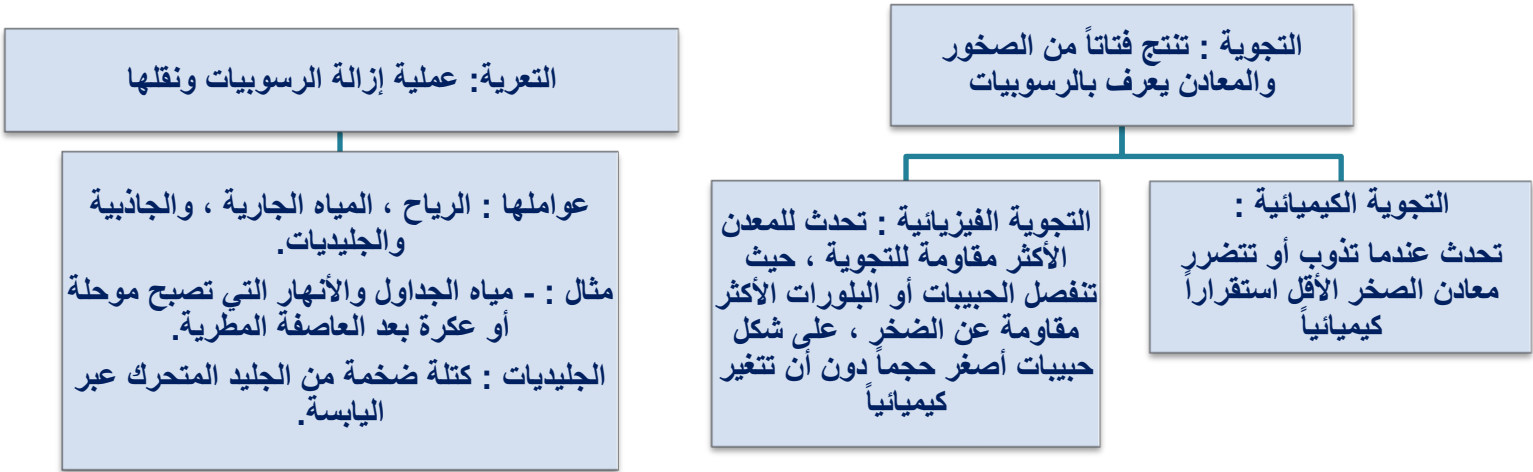 التجوية : تنتج فتاتاً من الصخور
والمعادن يعرف بالرسوبيات
التجوية الكيميائية :
تحدث عندما تذوب أو تتضرر
معادن الصخر الأقل استقراراً
كيميائياً
التجوية الفيزيائية : تحدث للمعدن
الأكثر مقاومة للتجوية ، حيث
تنفصل الحبيبات أو البلورات الأكثر
مقاومة عن الضخر ، على شكل
حبيبات أصغر حجماً دون أن تتغير
كيميائياً
التعرية: عملية إزالة الرسوبيات ونقلها
عواملها : الرياح ، المياه الجارية ، والجاذبية
والجليديات.
مثال : - مياه الجداول والأنهار التي تصبح موحلة
أو عكرة بعد العاصفة المطرية.
الجليديات : كتلة ضخمة من الجليد المتحرك عبر
اليابسة.